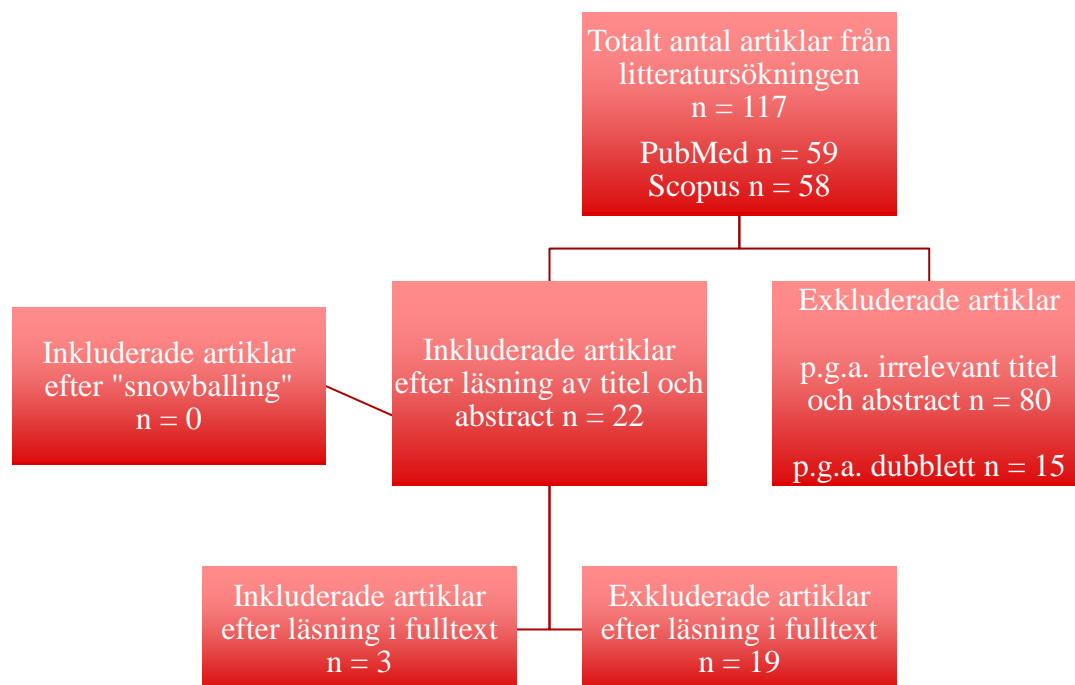 Totalt antal artiklar från
litteratursökningen
n = 117
PubMed n = 59
Scopus n = 58
Inkluderade artiklar
efter "snowballing"
n = 0
Inkluderade artiklar
efter läsning av titel och
abstract n = 22
Exkluderade artiklar
p.g.a. irrelevant titel
och abstract n = 80
p.g.a. dubblett n = 15
Inkluderade artiklar
efter läsning i fulltext
n = 3
Exkluderade artiklar
efter läsning i fulltext
n = 19